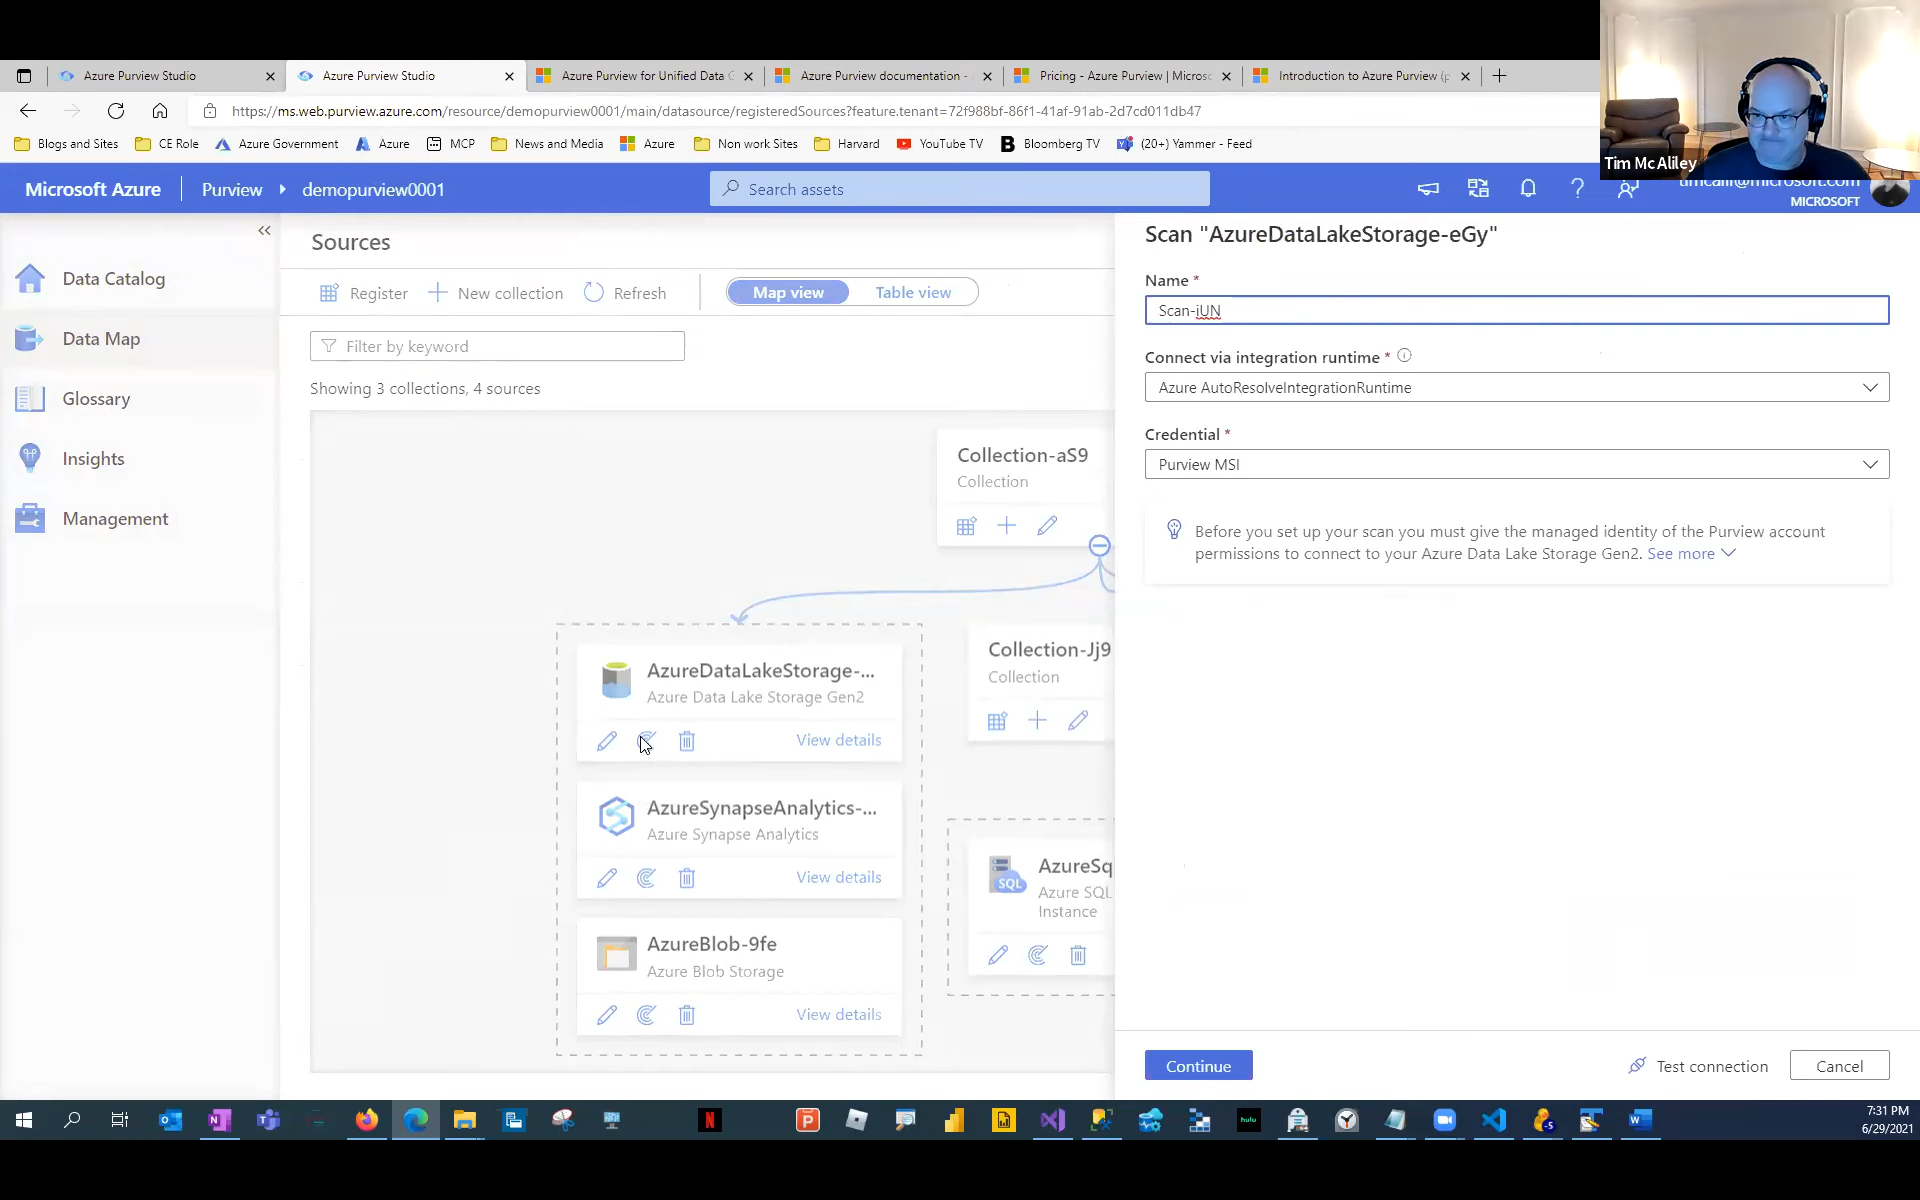 Azure Purview Studio
Azure Purview Studio
Azure Purview for Unified Data G
Azure Purview documentation -
Pricing - Azure Purview | Microso
Introduction to Azure Purview (p
https://ms.web.purview.azure.com/resource/demopurview0001/main/datasource/registeredSources?feature.tenant=72f988bf-86f1-41af-91ab-2d7cd011db47
Blogs and Sites
CE Role
Azure Government
Azure
MCP
News and Media
Azure
Non work Sites
Harvard
YouTube TV
Bloomberg TV
(20+) Yammer - Feed
Tim Mc Aliley
Microsoft Azure
Purview
demopurview0001
Search assets
MICROSOFT
Data Catalog
Data Map
Glossary
Insights
Management
Sources
Register
New collection
Refresh
Map view
Table view
Filter by keyword
Showing 3 collections, 4 sources
Collection-aS9
Collection
AzureDataLakeStorage-...
Azure Data Lake Storage Gen2
View details
AzureSynapseAnalytics-...
Azure Synapse Analytics
View details
AzureBlob-9fe
Azure Blob Storage
View details
Collection-Jj9
Collection
SQL
AzureSq
Azure SQL
Instance
Scan "AzureDataLakeStorage-eGy"
Name *
Scan-iUN
Connect via integration runtime *
Azure AutoResolveIntegrationRuntime
Credential *
Purview MSI
Before you set up your scan you must give the managed identity of the Purview account
permissions to connect to your Azure Data Lake Storage Gen2. See more
Continue
Test connection
Cancel
hulu
7:31 PM
6/29/2021